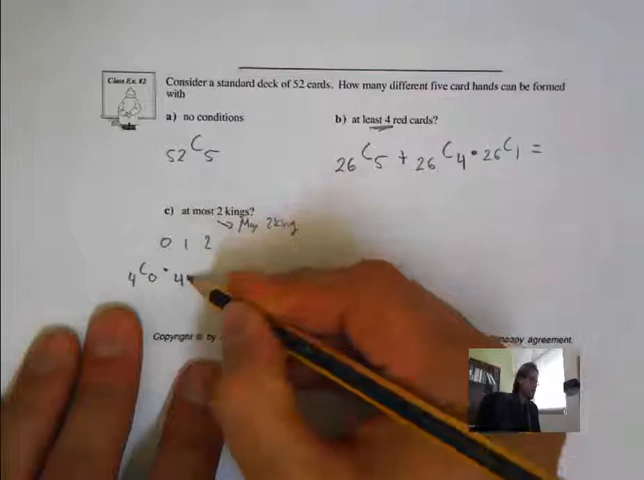 Class Ex. #2
Consider a standard deck of 52 cards. How many different five card hands can be formed
with
a) no conditions
b) at least 4 red cards?
52C5
26C5 + 26C4 • 26C1 =
c) at most 2 kings?
→ Max 2 king
0 1 2
4C0 • 4
Copyright © by
agreement.